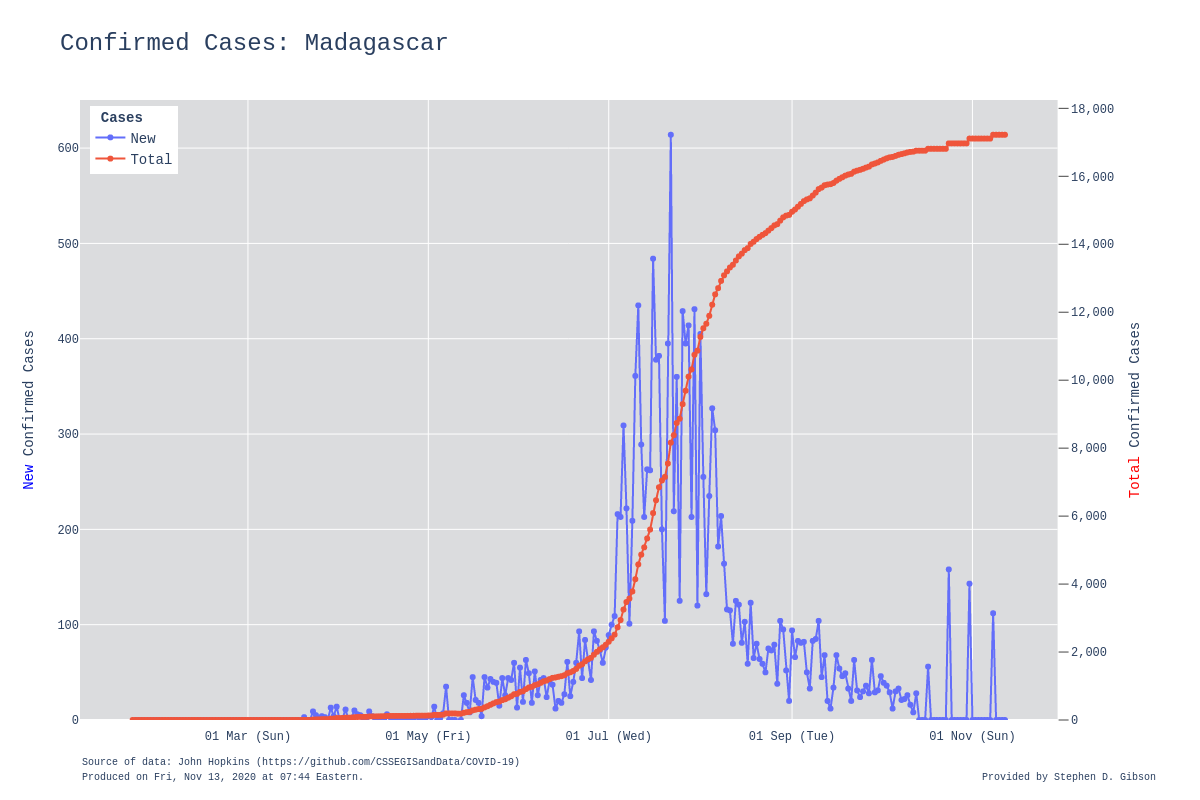 Confirmed Cases: Madagascar
Cases
New
Total
600
500
400
300
200
100
0
18,000
16,000
14,000
12,000
10,000
8,000
6,000
4,000
2,000
0
New Confirmed Cases
Total Confirmed Cases
01 Mar (Sun)
01 May (Fri)
01 Jul (Wed)
01 Sep (Tue)
01 Nov (Sun)
Source of data: John Hopkins (https://github.com/CSSEGISandData/COVID-19)
Produced on Fri, Nov 13, 2020 at 07:44 Eastern.
Provided by Stephen D. Gibson